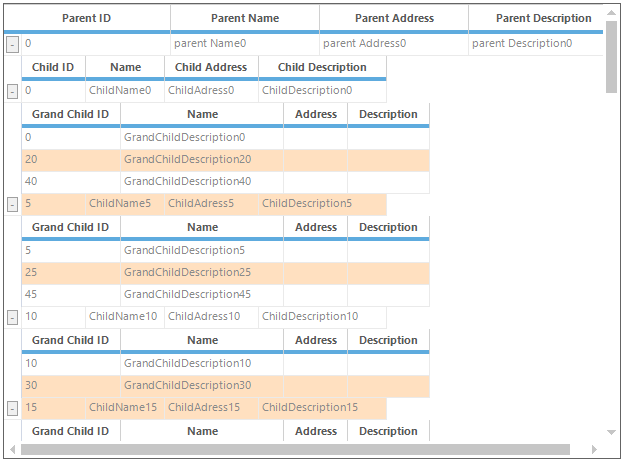 Parent ID Parent Name Parent Address Parent Description
- 0 parent Name0 parent Address0 parent Description0
Child ID Name Child Address Child Description
- 0 ChildName0 ChildAdress0 ChildDescription0
Grand Child ID Name Address Description
0 GrandChildDescription0
20 GrandChildDescription20
40 GrandChildDescription40
- 5 ChildName5 ChildAdress5 ChildDescription5
Grand Child ID Name Address Description
5 GrandChildDescription5
25 GrandChildDescription25
45 GrandChildDescription45
- 10 ChildName10 ChildAdress10 ChildDescription10
Grand Child ID Name Address Description
10 GrandChildDescription10
30 GrandChildDescription30
- 15 ChildName15 ChildAdress15 ChildDescription15
Grand Child ID Name Address Description